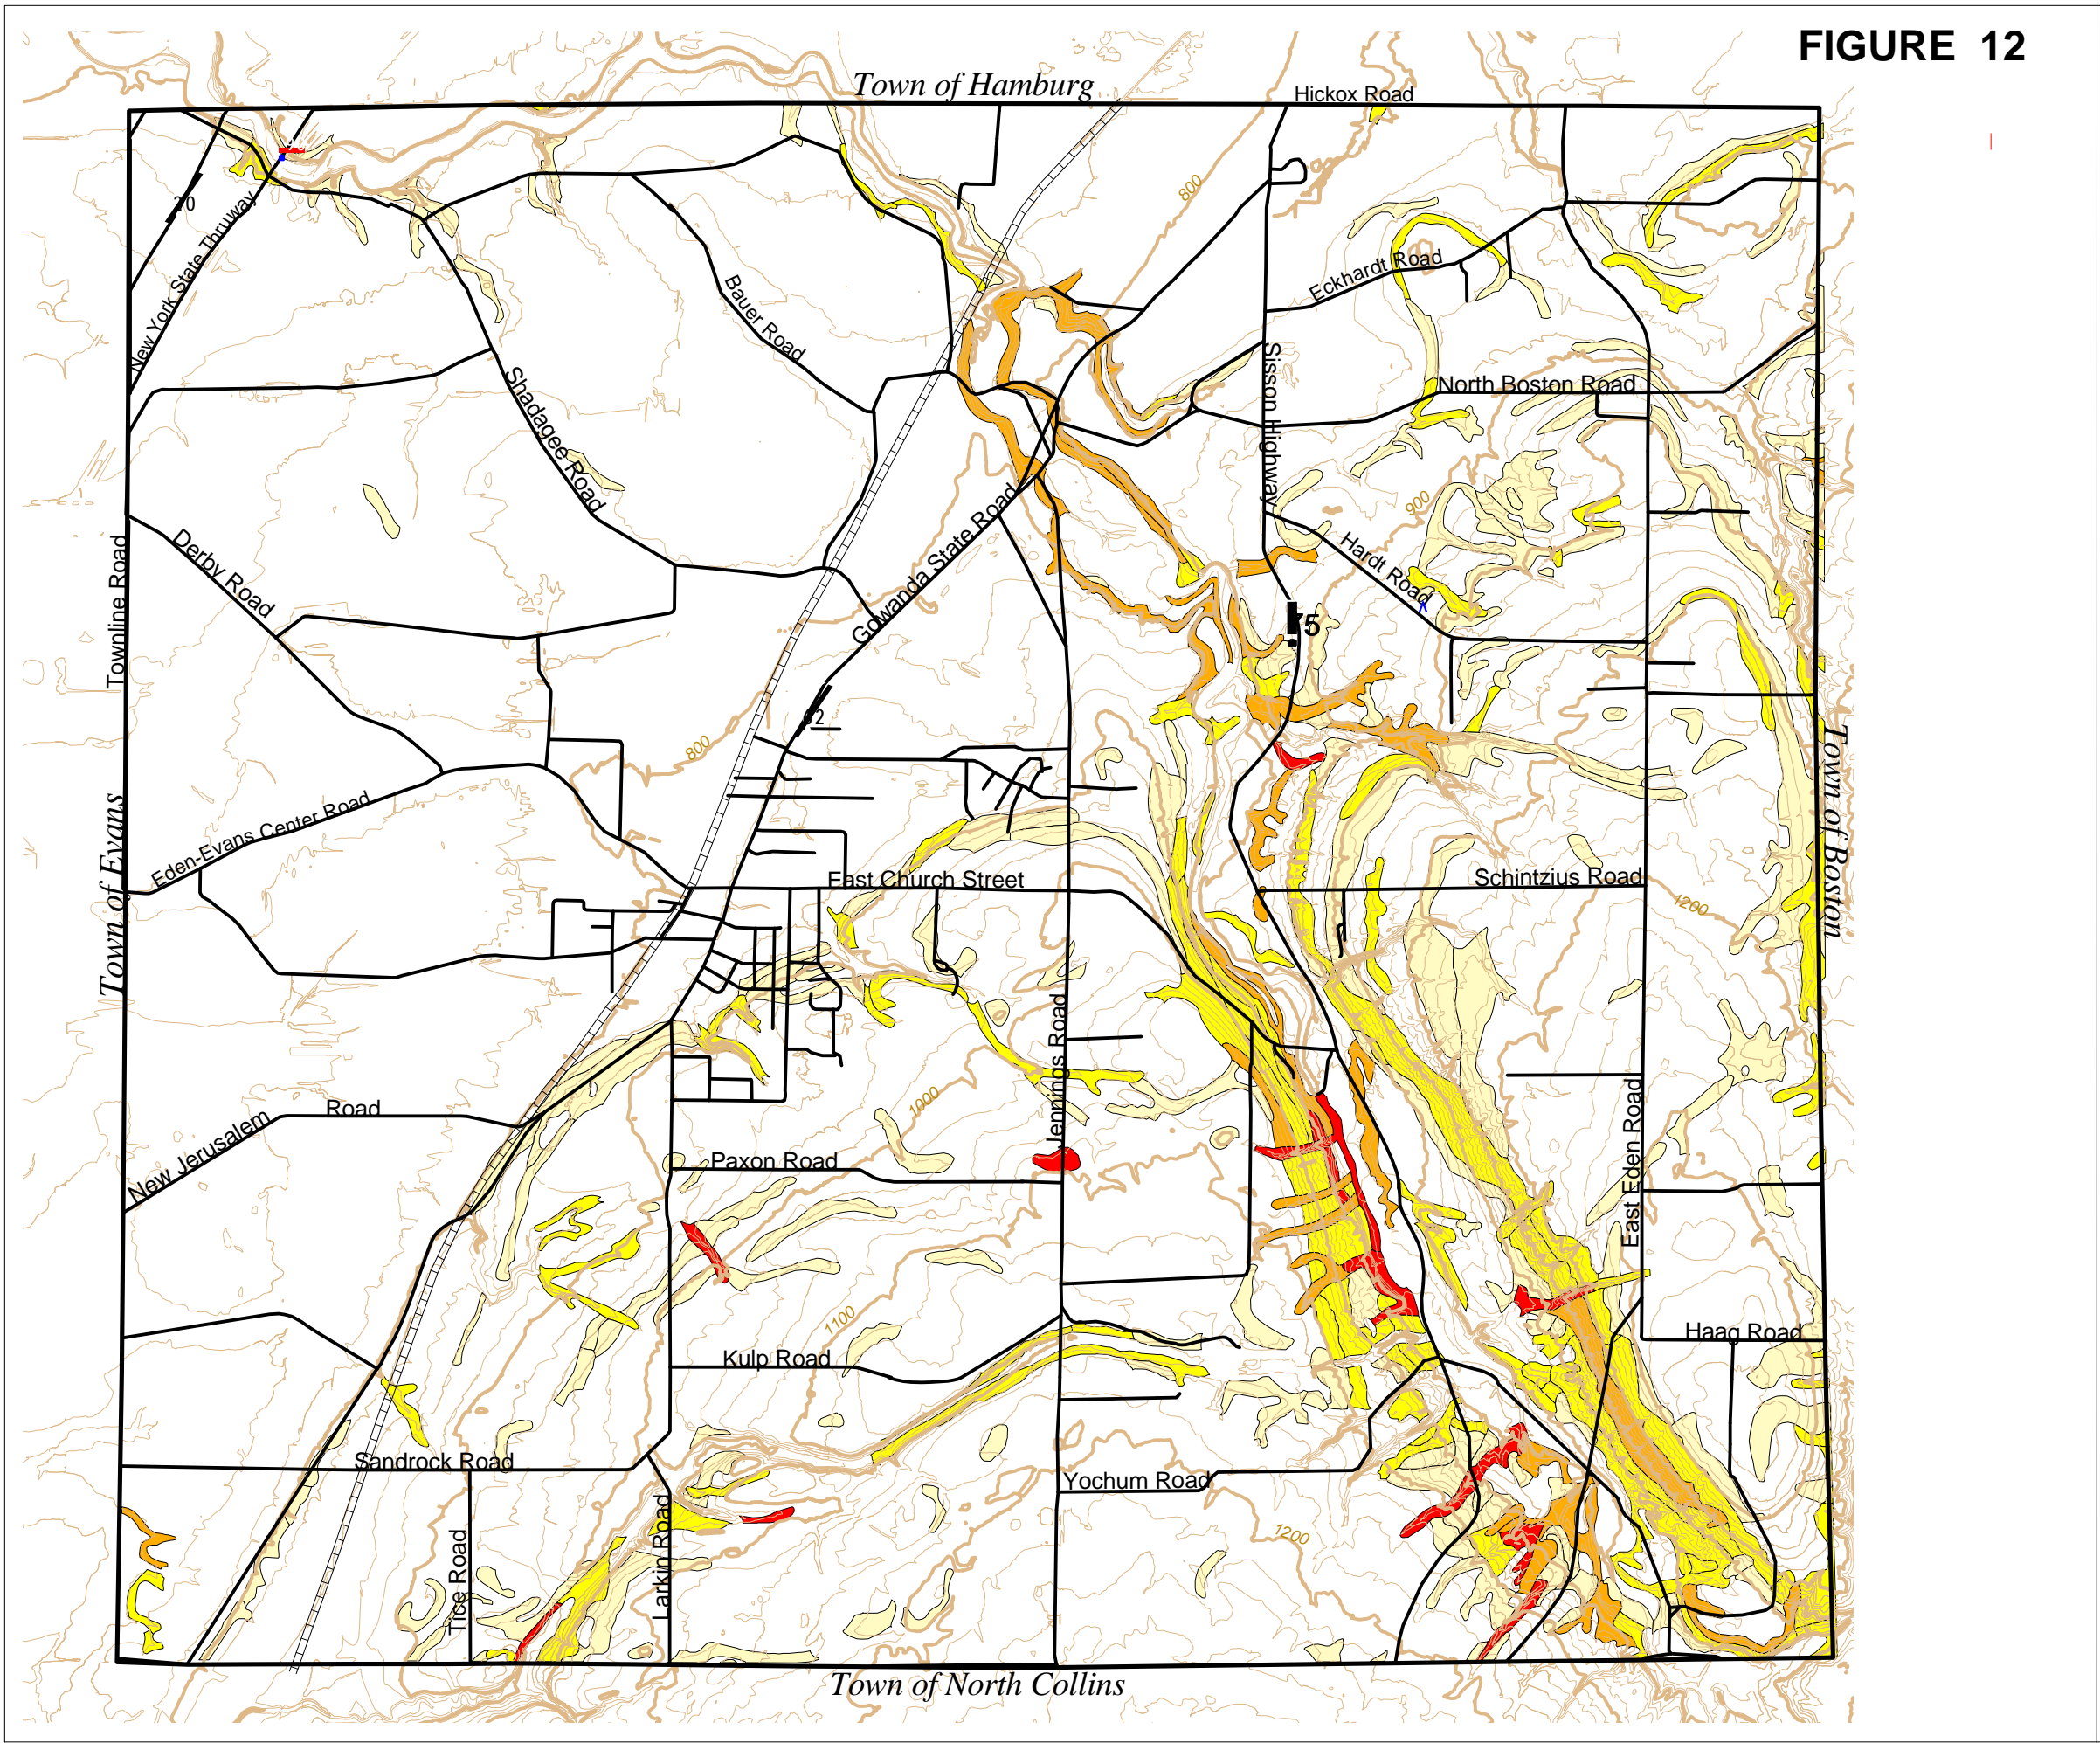 FIGURE 12
Town of Hamburg
Hickox Road
800
New York State Thruway
Bauer Road
Eckhardt Road
Shadagee Road
Sisson Highway
North Boston Road
900
Hardt Road
Gowanda State Road
Derby Road
Townline Road
75
62
800
Town of Boston
Eden-Evans Center Road
Town of Evans
East Church Street
Schintzius Road
1200
Jennings Road
1000
New Jerusalem Road
Paxon Road
East Eden Road
1100
Kulp Road
Haag Road
Sandrock Road
Yochum Road
1200
Tice Road
Larkin Road
Town of North Collins